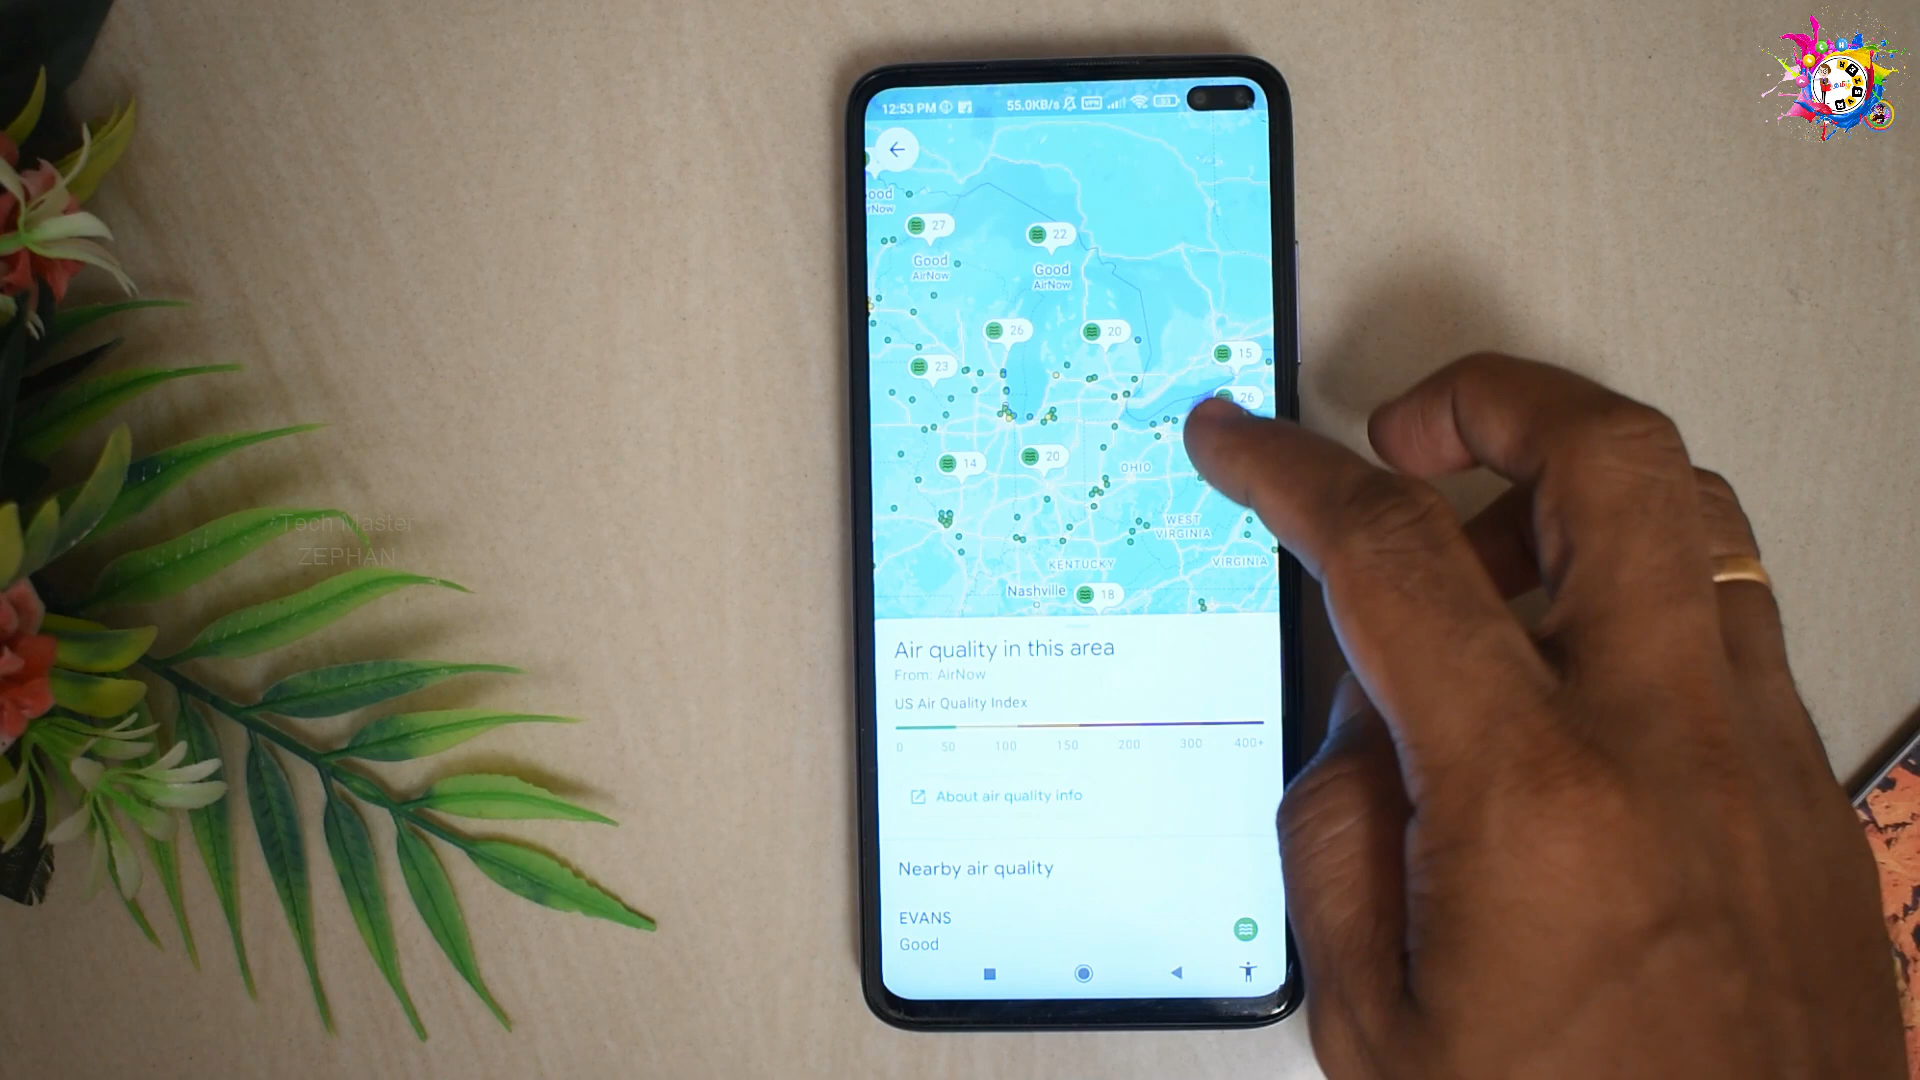 12:53 PM
55.0KB/s
VPN
ood
27
22
Good
AirNow
Good
AirNow
26
20
15
23
26
14
20
OHIO
WEST
VIRGINIA
VIRGINIA
KENTUCKY
Nashville
18
Air quality in this area
From: AirNow
US Air Quality Index
0 50 100 150 200 300 400+
About air quality info
Nearby air quality
EVANS
Good
Tech Master
ZEPHAN